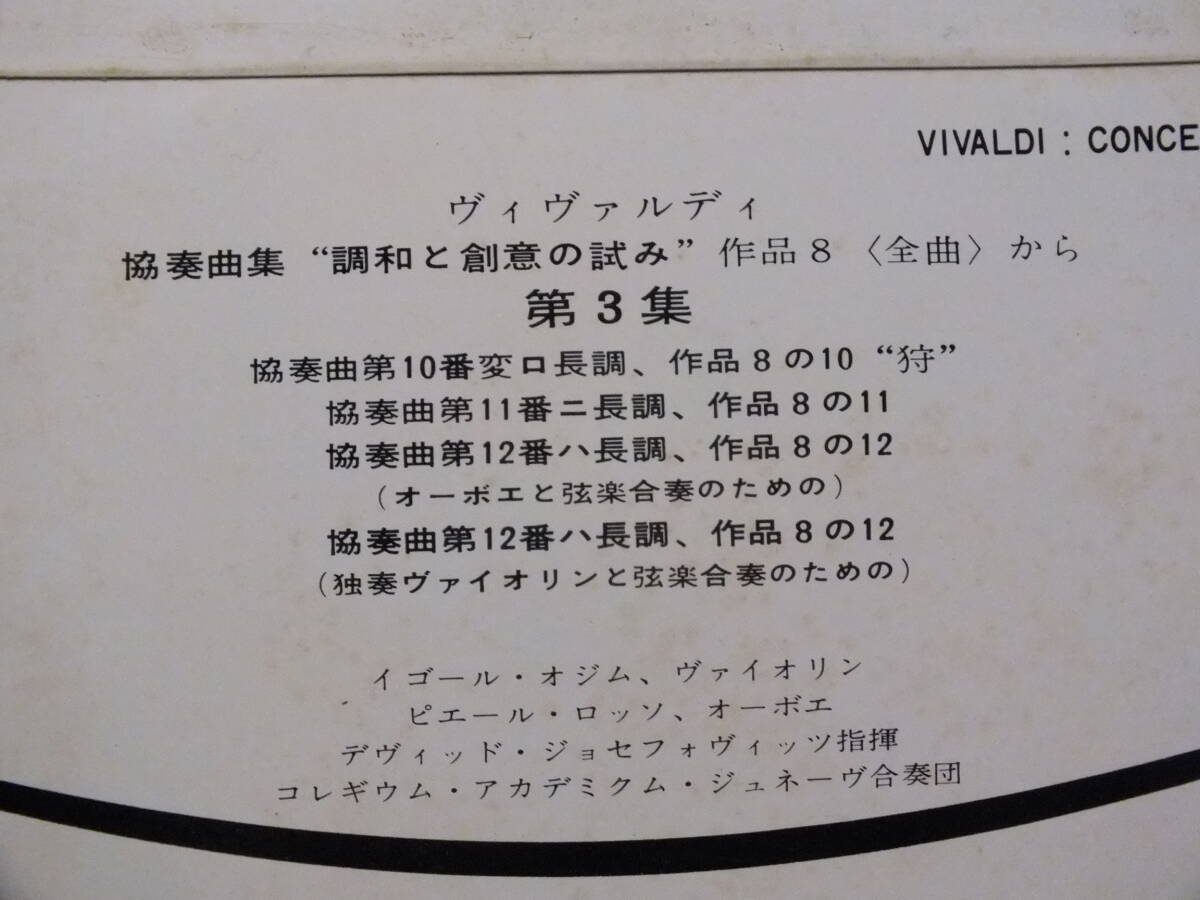 VIVALDI : CONCE
ヴィヴァルディ
協奏曲集 “調和と創意の試み” 作品8〈全曲〉から
第3集
協奏曲第10番変ロ長調、作品8の10 “狩”
協奏曲第11番ニ長調、作品8の11
協奏曲第12番ハ長調、作品8の12
(オーボエと弦楽合奏のための)
協奏曲第12番ハ長調、作品8の12
(独奏ヴァイオリンと弦楽合奏のための)
イゴール・オジム、ヴァイオリン
ピエール・ロッソ、オーボエ
デヴィッド・ジョセフォヴィッツ指揮
コレギウム・アカデミクム・ジュネーヴ合奏団